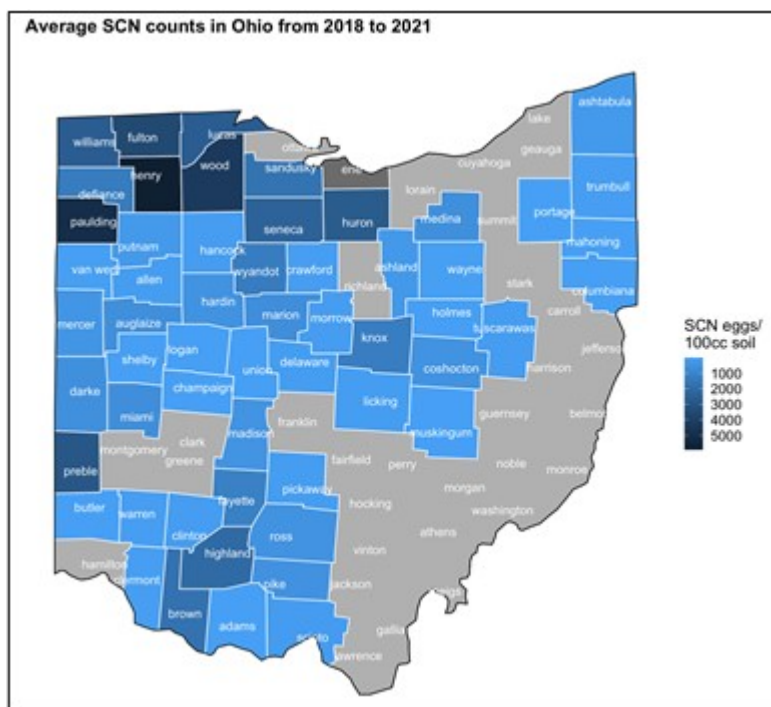 Average SCN counts in Ohio from 2018 to 2021
ashtabula
lake
geauga
cuyahoga
williams
fulton
lucas
ottawa
wood
sandusky
erie
lorain
trumbull
henry
defiance
portage
medina
summit
paulding
seneca
huron
mahoning
putnam
hancock
van wert
wyandot
crawford
ashland
wayne
richland
stark
columbiana
allen
hardin
carroll
mercer
auglaize
marion
morrow
holmes
tuscarawas
knox
jefferson
shelby
logan
union
delaware
coshocton
harrison
darke
champaign
miami
licking
guernsey
belmont
franklin
muskingum
madison
clark
montgomery
greene
preble
fairfield
perry
noble
monroe
pickaway
morgan
fayette
hocking
washington
butler
warren
clinton
ross
athens
highland
vinton
hamilton
clermont
pike
jackson
meigs
brown
adams
scioto
gallia
lawrence
SCN eggs/
100cc soil
1000
2000
3000
4000
5000